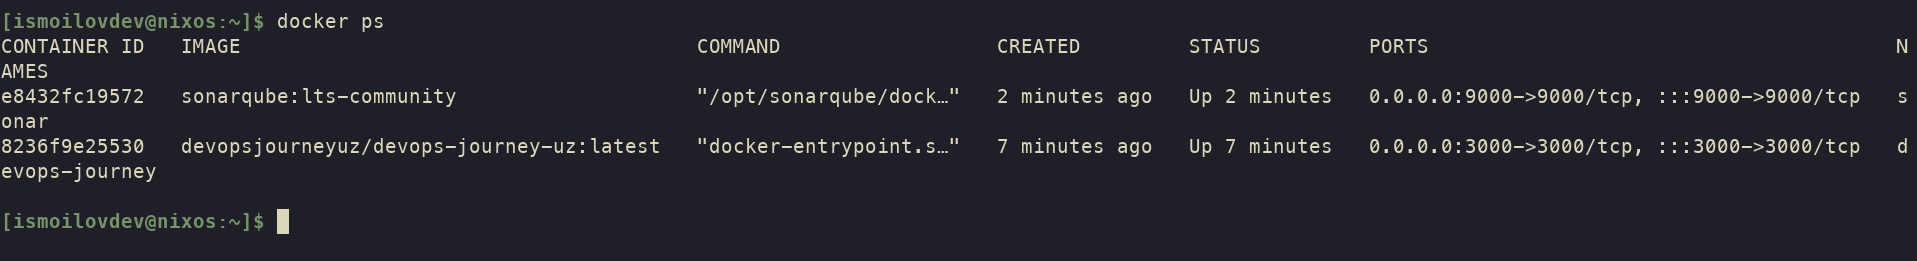 [ismoilovdev@nixos:~]$ docker ps
CONTAINER ID   IMAGE                                      COMMAND                  CREATED         STATUS         PORTS                                       N
AMES
e8432fc19572   sonarqube:lts-community                    "/opt/sonarqube/dock…"   2 minutes ago   Up 2 minutes   0.0.0.0:9000->9000/tcp, :::9000->9000/tcp   s
onar
8236f9e25530   devopsjourneyuz/devops-journey-uz:latest   "docker-entrypoint.s…"   7 minutes ago   Up 7 minutes   0.0.0.0:3000->3000/tcp, :::3000->3000/tcp   d
evops-journey
[ismoilovdev@nixos:~]$